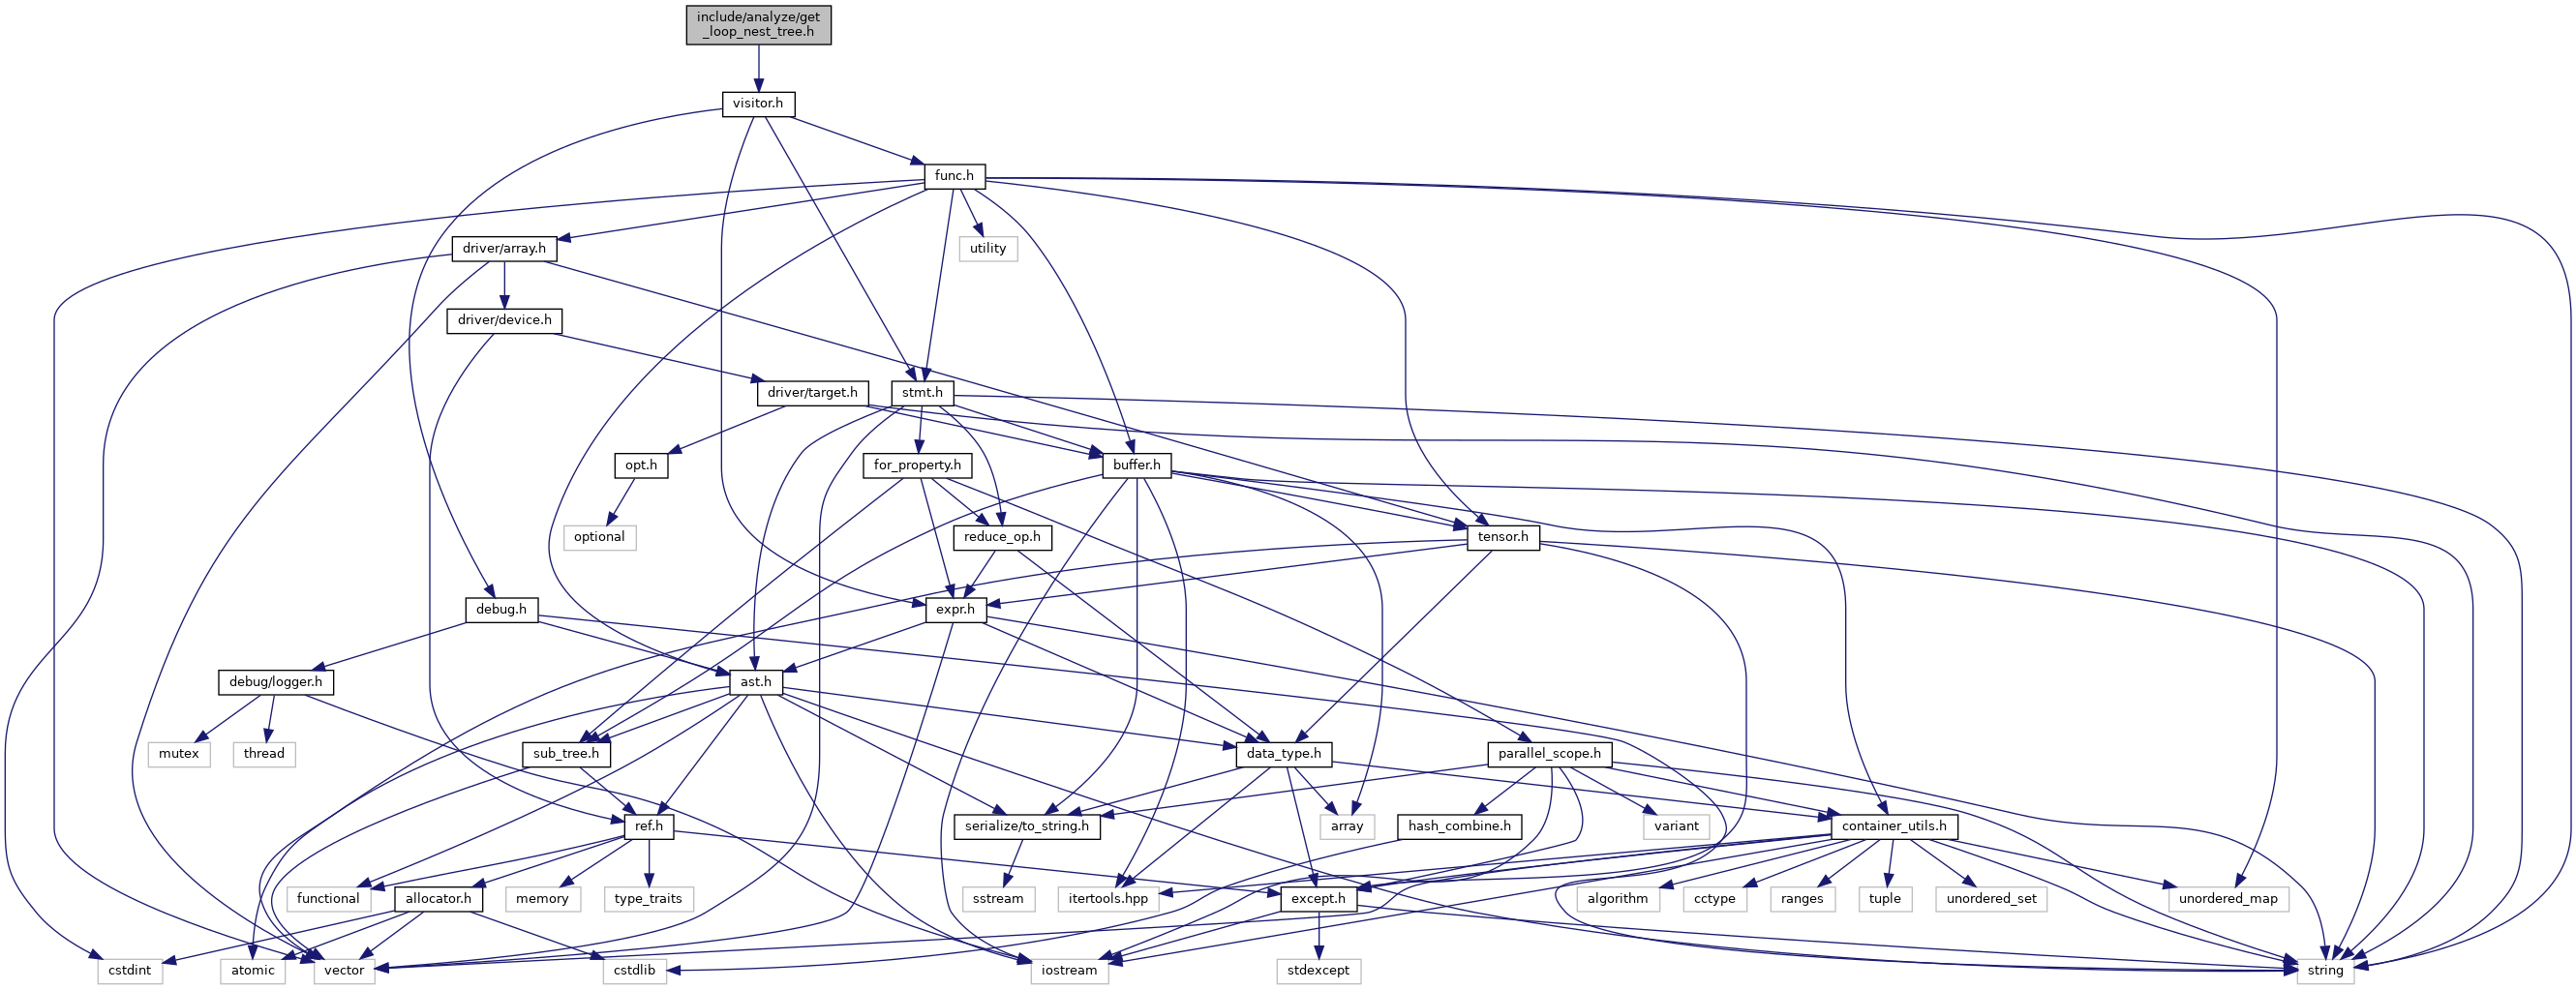 include/analyze/get
_loop_nest_tree.h
visitor.h
func.h
driver/array.h
utility
driver/device.h
driver/target.h
stmt.h
opt.h
for_property.h
buffer.h
optional
reduce_op.h
tensor.h
debug.h
expr.h
debug/logger.h
ast.h
mutex
thread
sub_tree.h
data_type.h
parallel_scope.h
ref.h
serialize/to_string.h
array
hash_combine.h
variant
container_utils.h
functional
allocator.h
memory
type_traits
sstream
itertools.hpp
except.h
algorithm
cctype
ranges
tuple
unordered_set
unordered_map
cstdint
atomic
vector
cstdlib
iostream
stdexcept
string